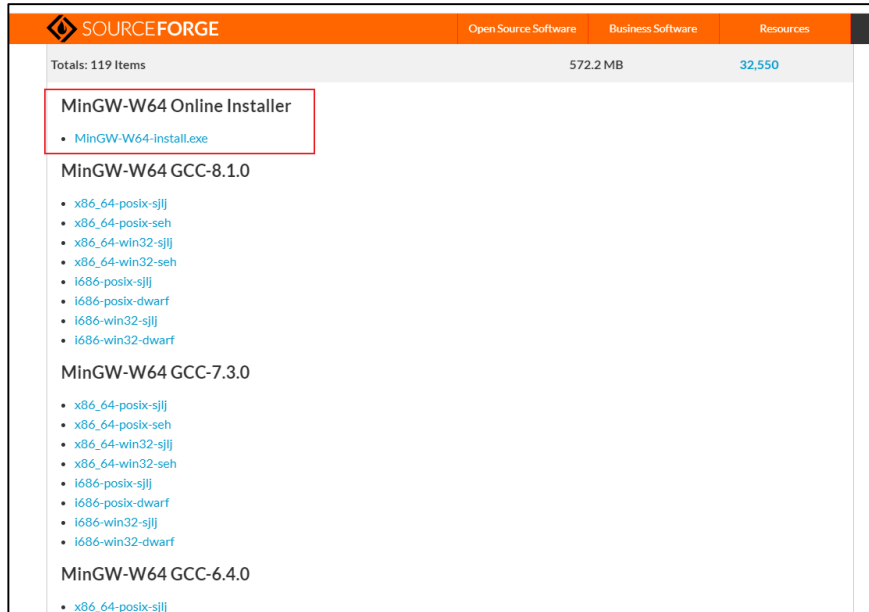 SOURCEFORGE
Open Source Software Business Software Resources
Totals: 119 Items 572.2 MB 32,550
MinGW-W64 Online Installer
• MinGW-W64-install.exe
MinGW-W64 GCC-8.1.0
• x86_64-posix-sjlj
• x86_64-posix-seh
• x86_64-win32-sjlj
• x86_64-win32-seh
• i686-posix-sjlj
• i686-posix-dwarf
• i686-win32-sjlj
• i686-win32-dwarf
MinGW-W64 GCC-7.3.0
• x86_64-posix-sjlj
• x86_64-posix-seh
• x86_64-win32-sjlj
• x86_64-win32-seh
• i686-posix-sjlj
• i686-posix-dwarf
• i686-win32-sjlj
• i686-win32-dwarf
MinGW-W64 GCC-6.4.0
• x86_64-posix-sjlj